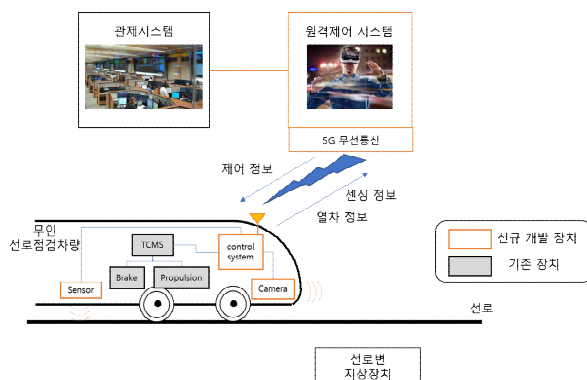 관제시스템
원격제어 시스템
5G 무선통신
제어 정보
센싱 정보
열차 정보
무인
선로점검차량
TCMS
control
system
Brake
Propulsion
Sensor
Camera
신규 개발 장치
기존 장치
선로
선로변
지상장치